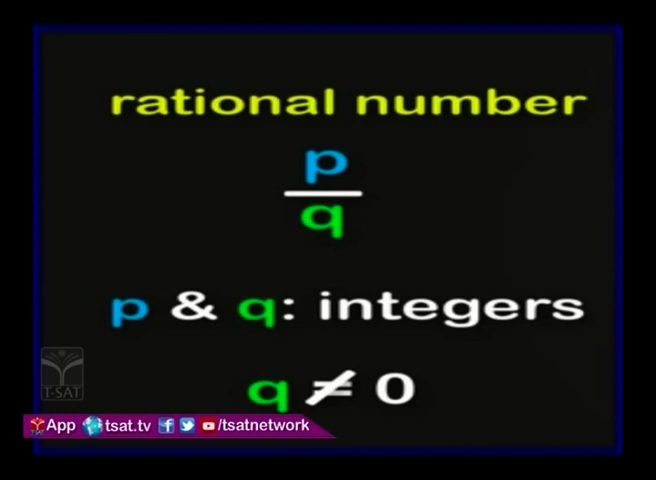 rational number
p
q
p & q: integers
q ≠ 0
T-SAT
App tsat.tv /tsatnetwork